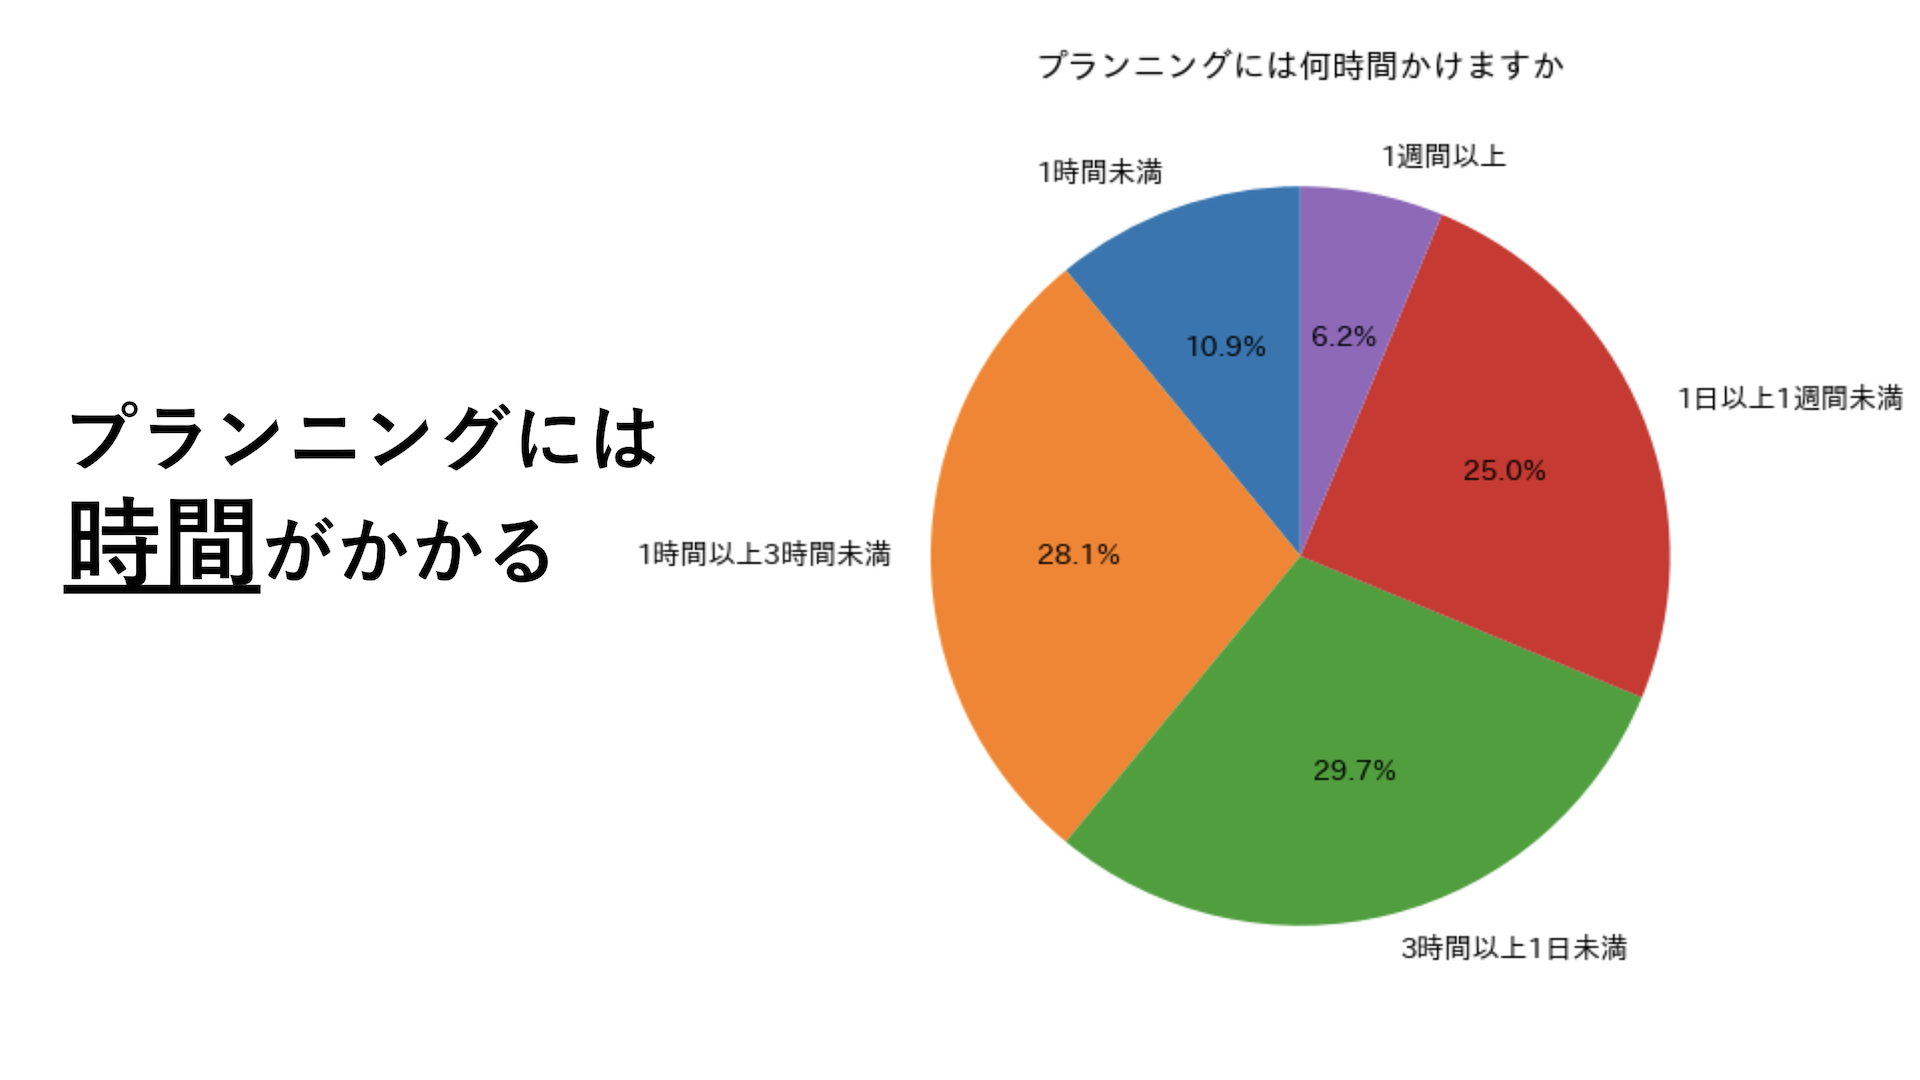 プランニングには
時間がかかる
プランニングには何時間かけますか
1時間未満
1週間以上
10.9%
6.2%
1日以上1週間未満
25.0%
1時間以上3時間未満
28.1%
29.7%
3時間以上1日未満